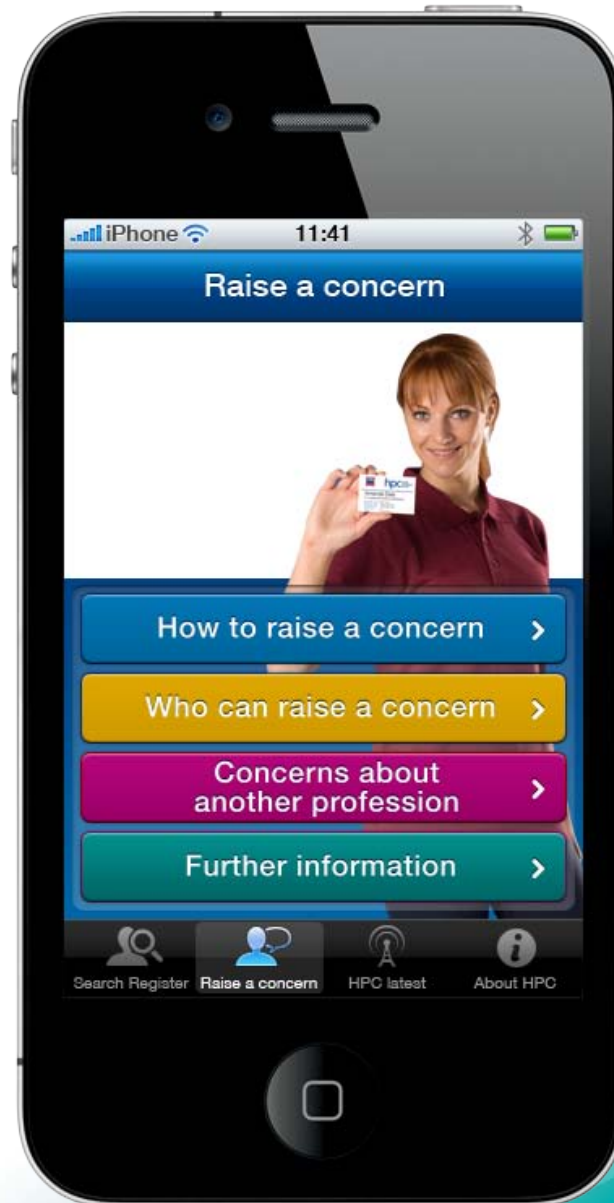 iPhone 11:41
Raise a concern
hpc
How to raise a concern
Who can raise a concern
Concerns about
another profession
Further information
Search Register Raise a concern HPC latest About HPC